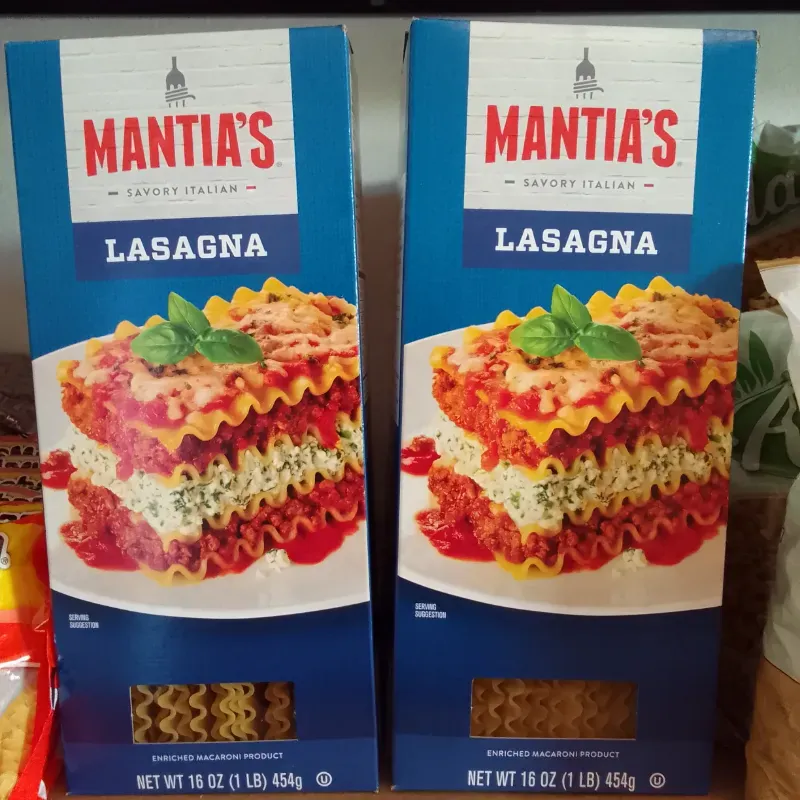 MANTIA'S
SAVORY ITALIAN
LASAGNA
SERVING
SUGGESTION
ENRICHED MACARONI PRODUCT
NET WT 16 OZ (1 LB) 454g U
MANTIA'S
SAVORY ITALIAN
LASAGNA
SERVING
SUGGESTION
ENRICHED MACARONI PRODUCT
NET WT 16 OZ (1 LB) 454g U